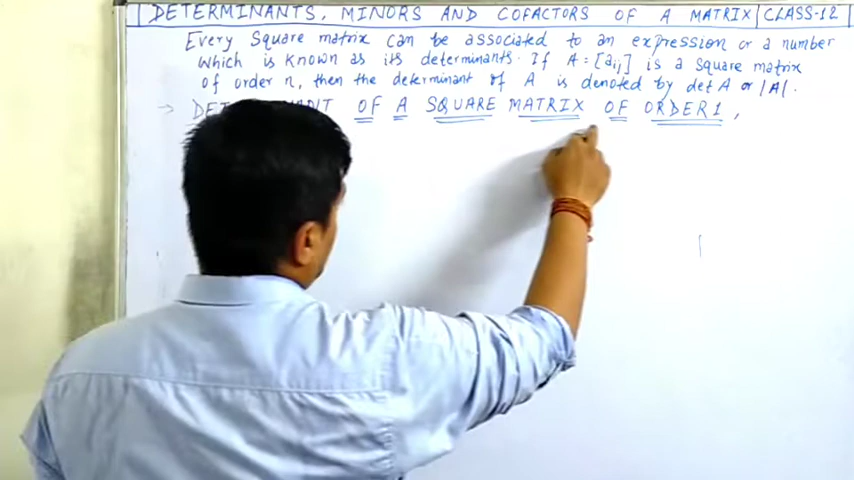 DETERMINANTS, MINORS AND COFACTORS OF A MATRIX | CLASS-12 |
Every Square matrix can be associated to an expression or a number
which is known as its determinants. If A = [aij] is a square matrix
of order n, then the determinant of A is denoted by det A or |A|.
→ OF A SQUARE MATRIX OF ORDER 1,